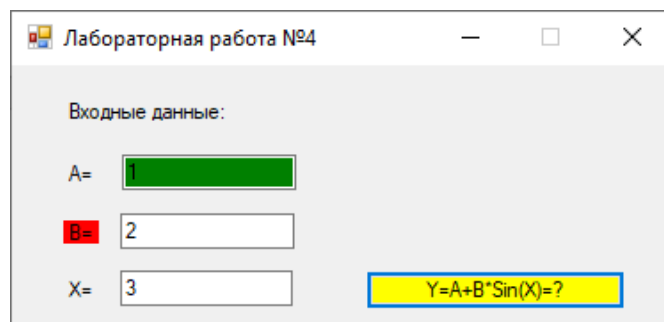 Лабораторная работа №4
Входные данные:
A= 1
B= 2
X= 3
Y=A+B*Sin(X)=?